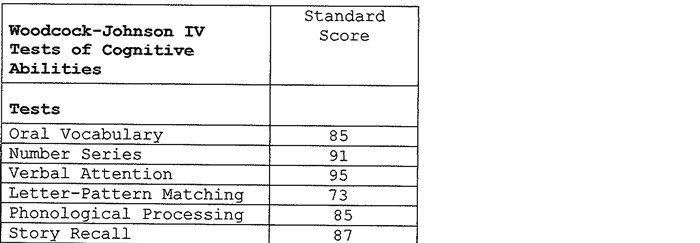 Woodcock-Johnson IV
Tests of Cognitive
Abilities
Standard
Score
Tests
Oral Vocabulary 85
Number Series 91
Verbal Attention 95
Letter-Pattern Matching 73
Phonological Processing 85
Story Recall 87